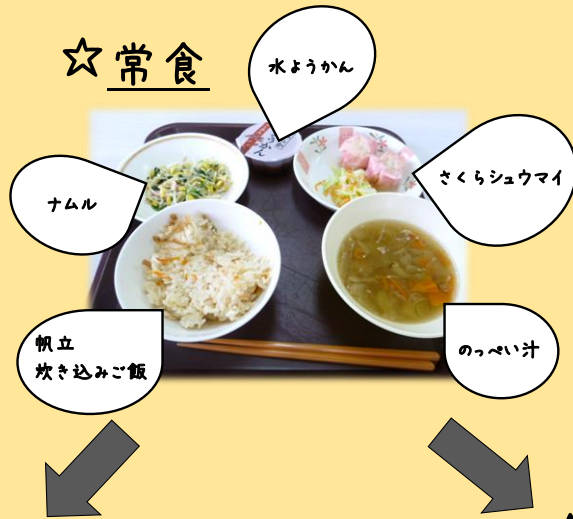 ☆常食
水ようかん
さくらシュウマイ
ナムル
帆立
炊き込みご飯
のっぺい汁